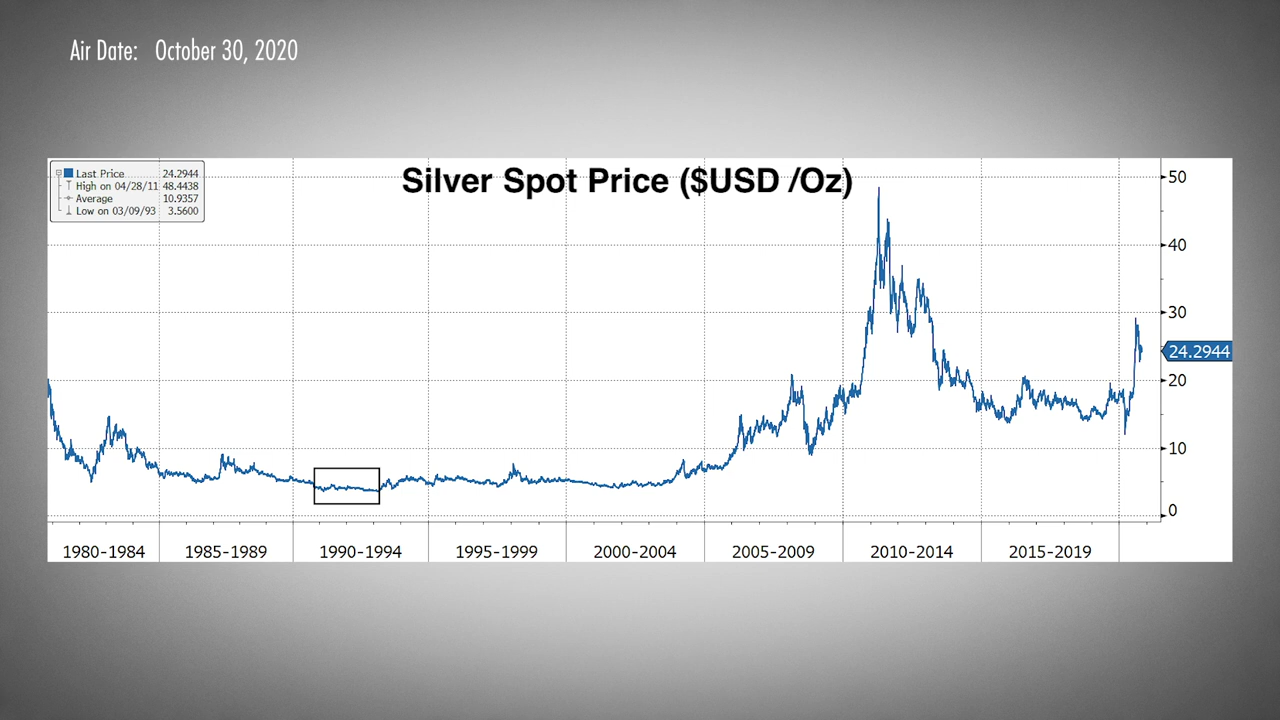 Air Date: October 30, 2020
Silver Spot Price ($USD /Oz)
Last Price 24.2944
High on 04/28/11 48.4438
Average 10.9357
Low on 03/09/93 3.5600
50
40
30
24.2944
20
10
0
1980-1984 1985-1989 1990-1994 1995-1999 2000-2004 2005-2009 2010-2014 2015-2019